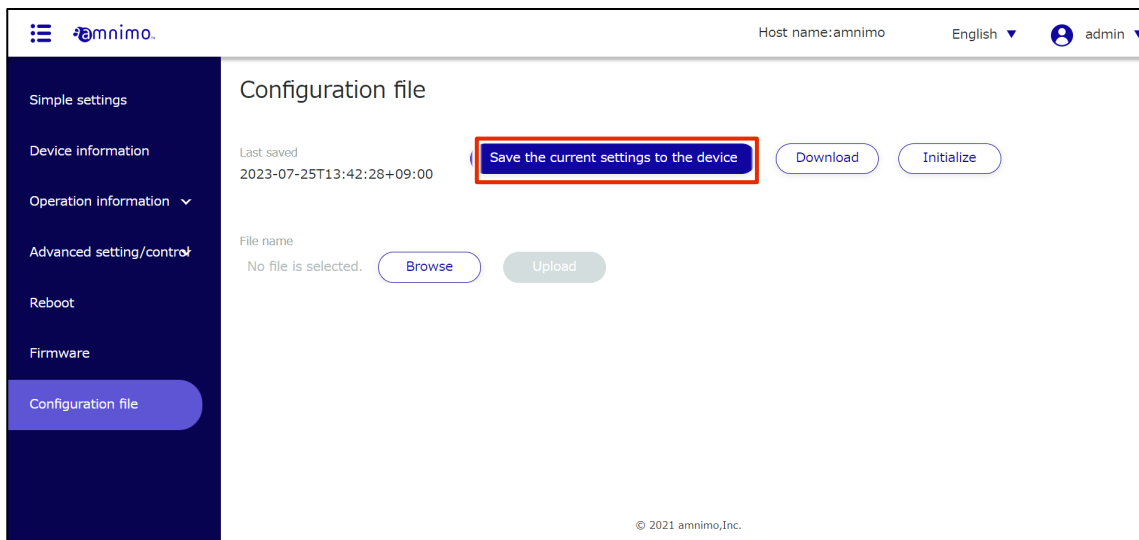 amnimo
Host name:amnimo
English
admin
Simple settings
Device information
Operation information
Advanced setting/control
Reboot
Firmware
Configuration file
Configuration file
Last saved
2023-07-25T13:42:28+09:00
Save the current settings to the device
Download
Initialize
File name
No file is selected.
Browse
Upload
© 2021 amnimo,Inc.